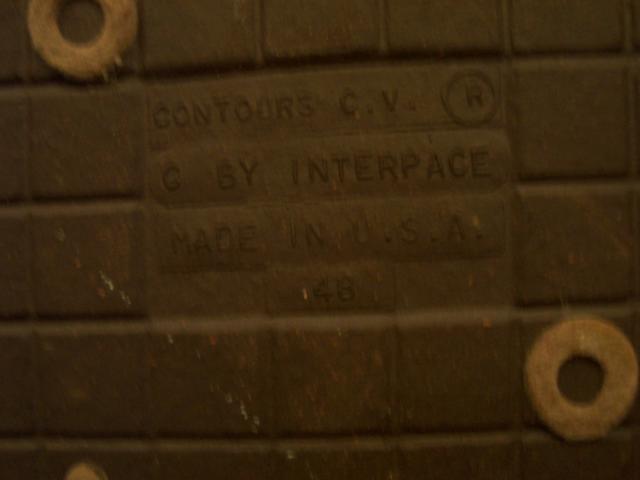 CONTOURS C.V. ®
C BY INTERPACE
MADE IN U.S.A.
48